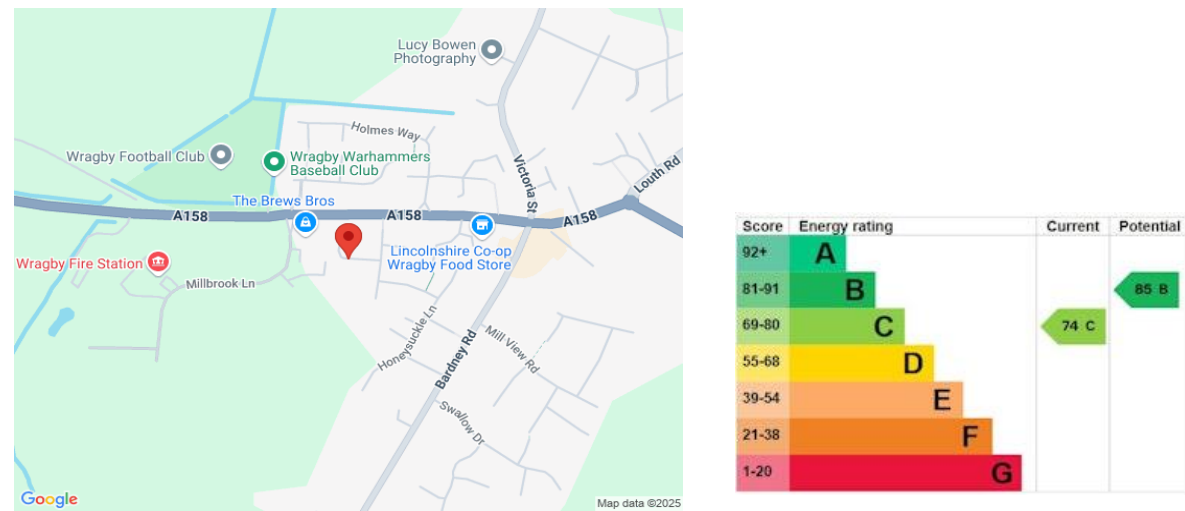 Lucy Bowen
Photography
Holmes Way
Wragby Football Club
Wragby Warhammers
Baseball Club
Victoria St
Louth Rd
The Brews Bros
A158
A158
A158
Lincolnshire Co-op
Wragby Food Store
Wragby Fire Station
Millbrook Ln
Honeysuckle Ln
Bardney Rd
Mill View Rd
Swallow Dr
Google
Map data ©2025
Score Energy rating Current Potential
92+ A
81-91 B 85 B
69-80 C 74 C
55-68 D
39-54 E
21-38 F
1-20 G